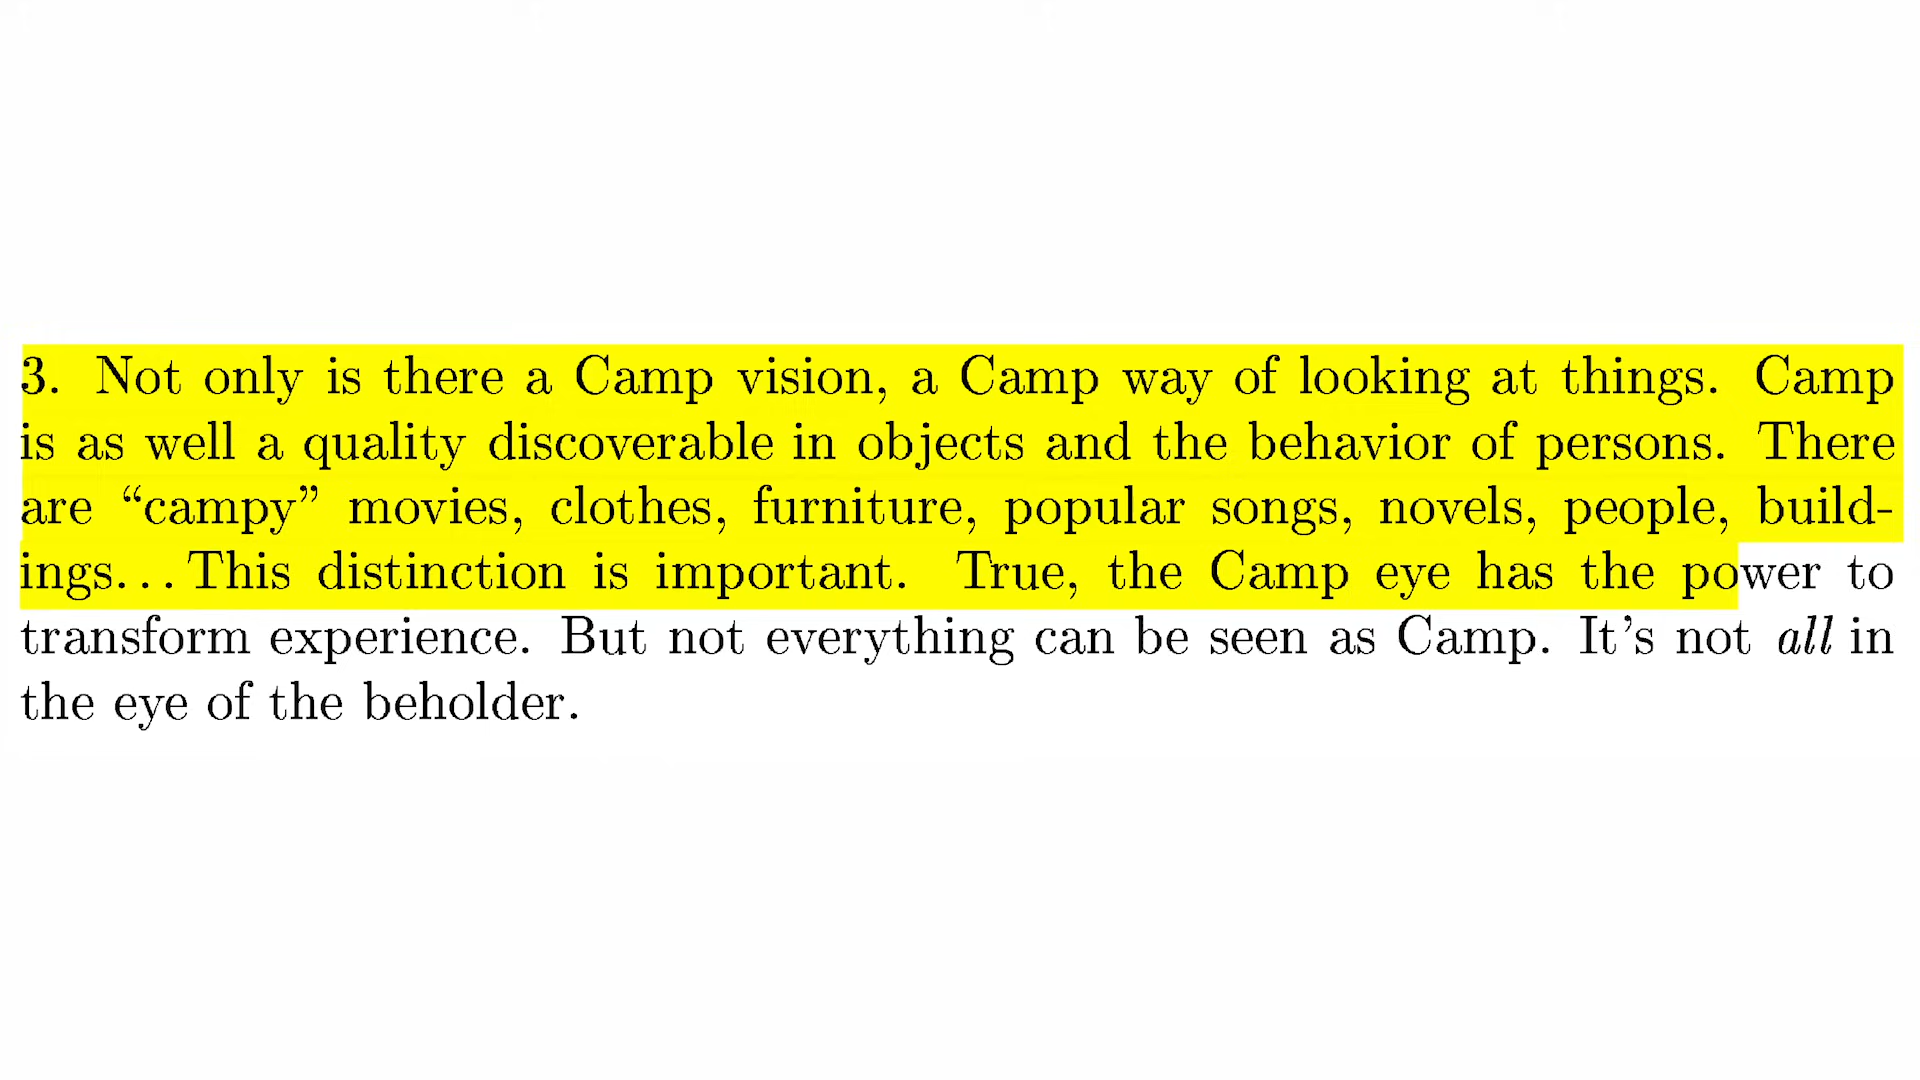 3. Not only is there a Camp vision, a Camp way of looking at things. Camp
is as well a quality discoverable in objects and the behavior of persons. There
are “campy” movies, clothes, furniture, popular songs, novels, people, build-
ings. . . This distinction is important. True, the Camp eye has the power to
transform experience. But not everything can be seen as Camp. It’s not all in
the eye of the beholder.